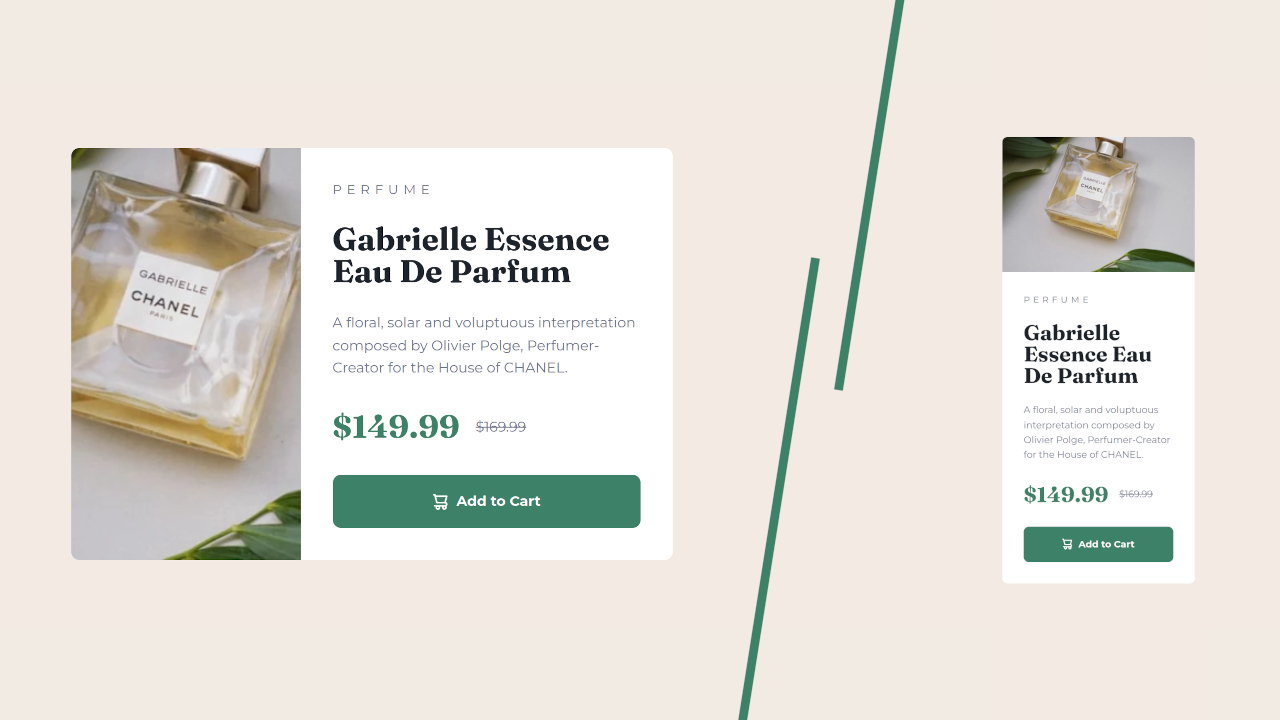 GABRIELLE
CHANEL
PARIS
PERFUME
Gabrielle Essence
Eau De Parfum
A floral, solar and voluptuous interpretation
composed by Olivier Polge, Perfumer-
Creator for the House of CHANEL.
$149.99 $169.99
Add to Cart
GABRIELLE
CHANEL
PERFUME
Gabrielle
Essence Eau
De Parfum
A floral, solar and voluptuous
interpretation composed by
Olivier Polge, Perfumer-Creator
for the House of CHANEL.
$149.99 $169.99
Add to Cart